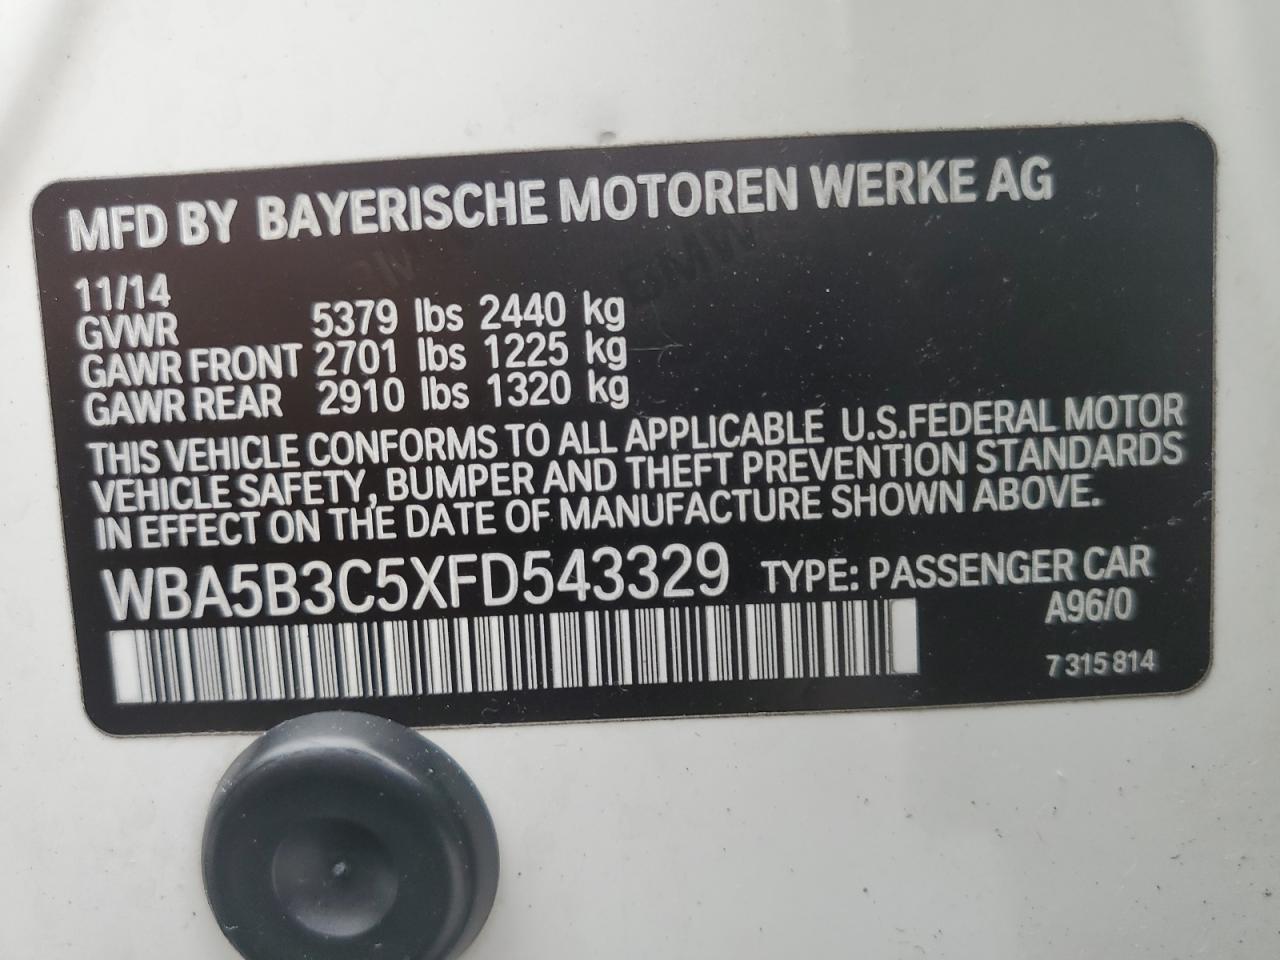 MFD BY BAYERISCHE MOTOREN WERKE AG
11/14
GVWR 5379 lbs 2440 kg
GAWR FRONT 2701 lbs 1225 kg
GAWR REAR 2910 lbs 1320 kg
THIS VEHICLE CONFORMS TO ALL APPLICABLE U.S.FEDERAL MOTOR
VEHICLE SAFETY, BUMPER AND THEFT PREVENTION STANDARDS
IN EFFECT ON THE DATE OF MANUFACTURE SHOWN ABOVE.
WBA5B3C5XFD543329 TYPE: PASSENGER CAR
A96/0
7 315 814
BMW